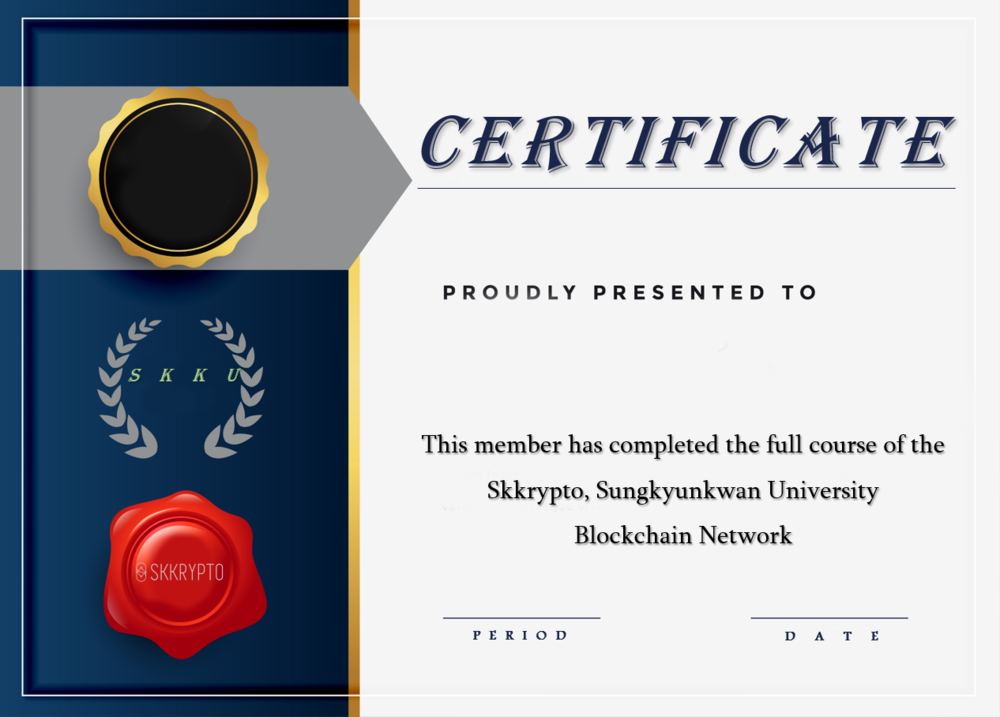 CERTIFICATE
PROUDLY PRESENTED TO
S K K U
This member has completed the full course of the
Skkrypto, Sungkyunkwan University
Blockchain Network
SKKRYPTO
PERIOD
DATE